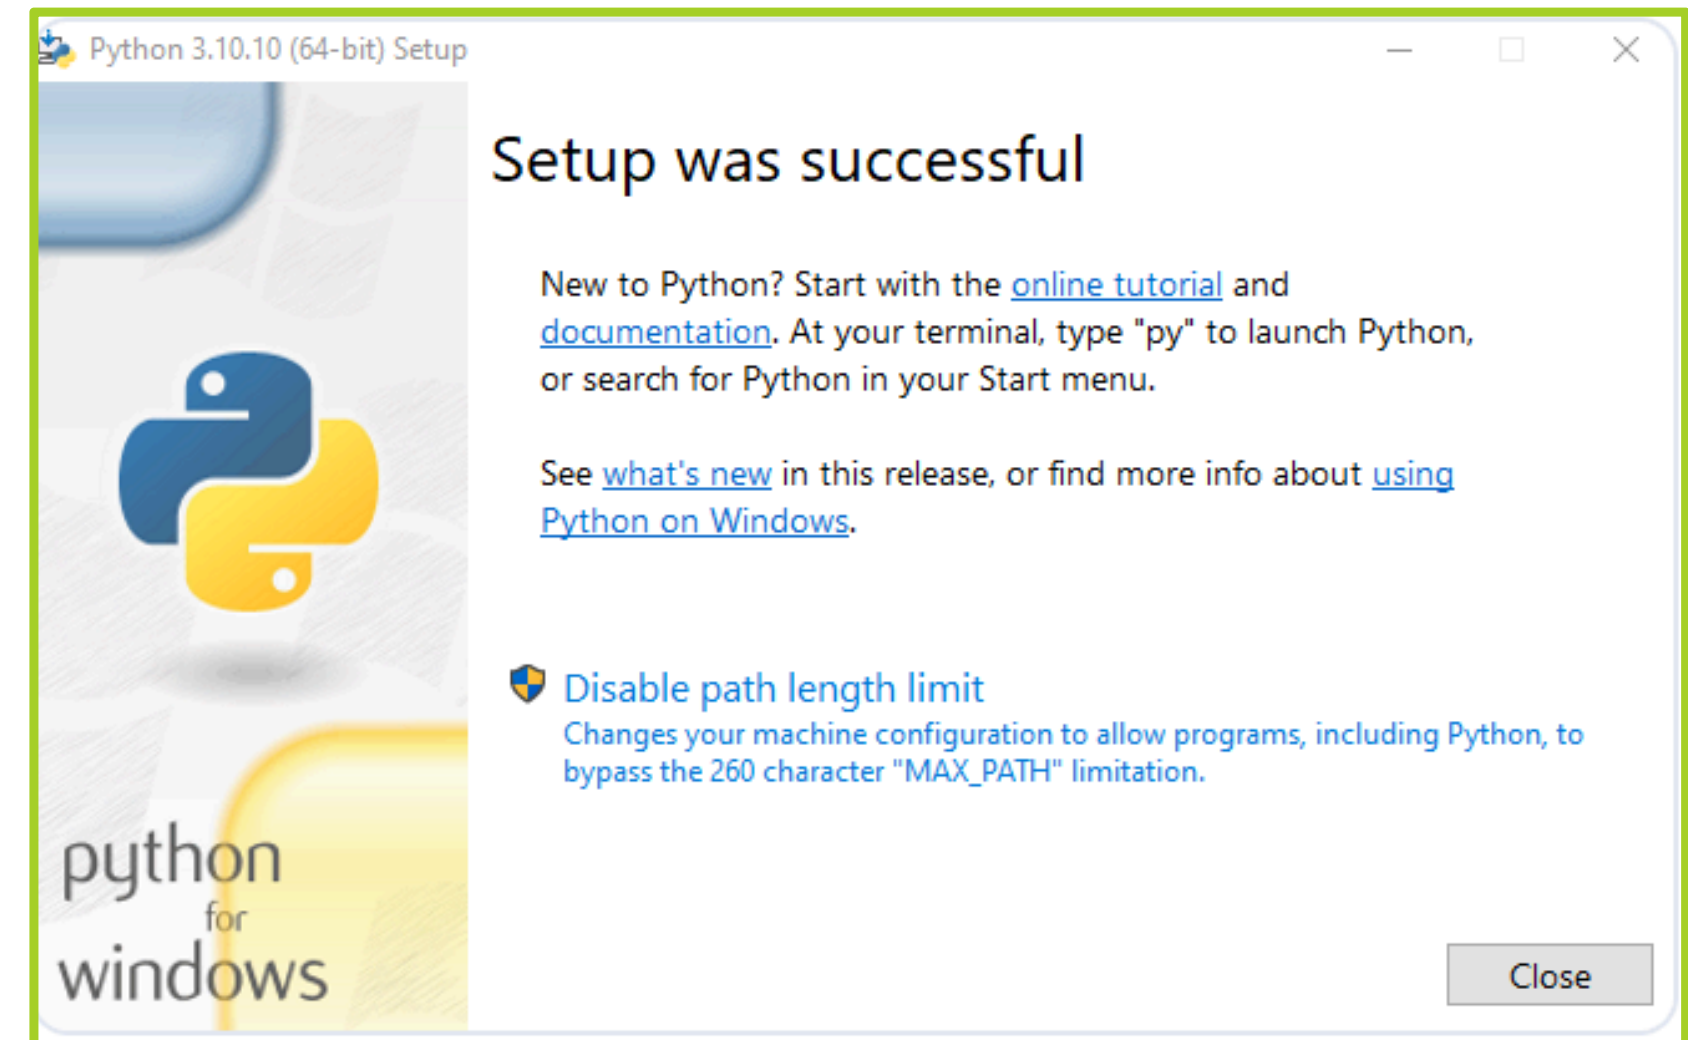 Python 3.10.10 (64-bit) Setup
Setup was successful
New to Python? Start with the online tutorial and
documentation. At your terminal, type "py" to launch Python,
or search for Python in your Start menu.
See what's new in this release, or find more info about using
Python on Windows.
Disable path length limit
Changes your machine configuration to allow programs, including Python, to
bypass the 260 character "MAX_PATH" limitation.
python
for
windows
Close